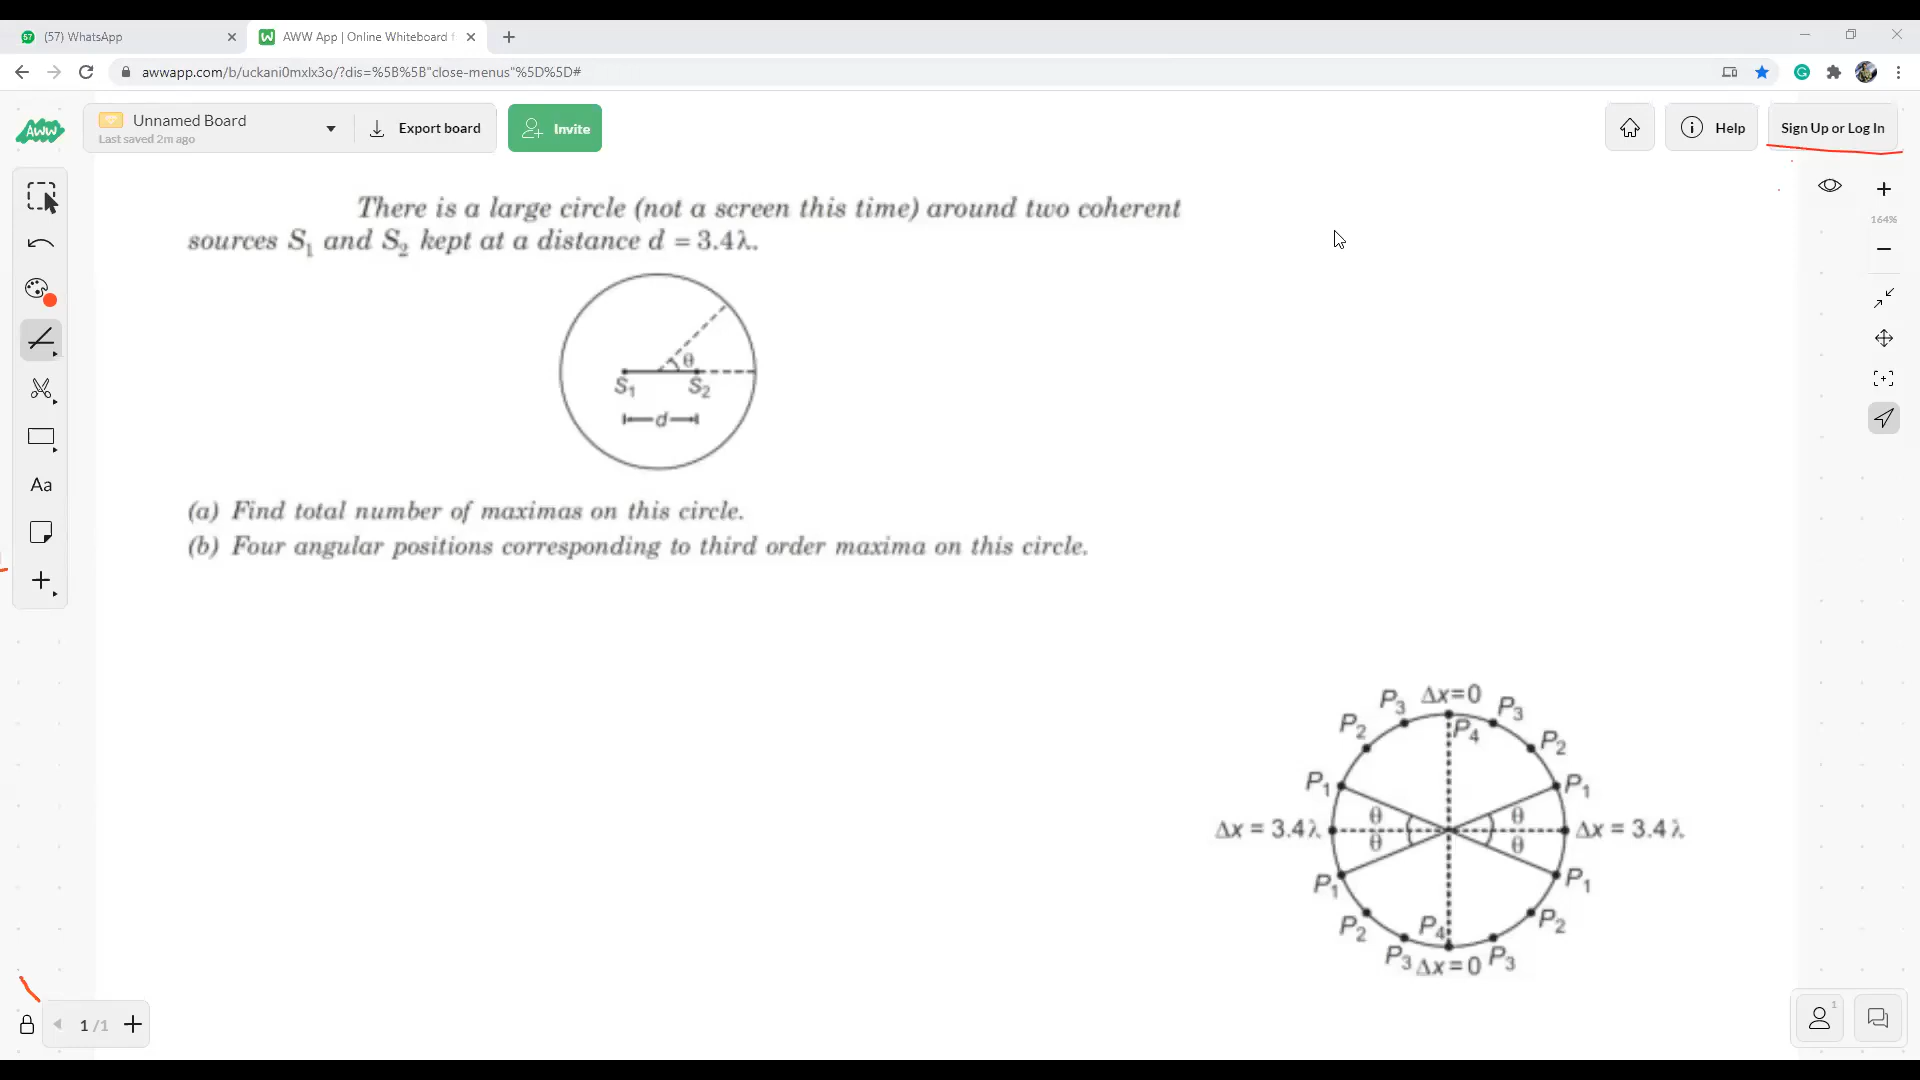 (57) WhatsApp
AWW App | Online Whiteboard f
awwapp.com/b/uckani0mxlx3o/?dis=%5B%5B"close-menus"%5D%5D#
AWW
Unnamed Board
Last saved 2m ago
Export board
Invite
Help
Sign Up or Log In
164%
There is a large circle (not a screen this time) around two coherent
sources S₁ and S₂ kept at a distance d = 3.4λ.
θ
S₁ S₂
d
(a) Find total number of maximas on this circle.
(b) Four angular positions corresponding to third order maxima on this circle.
Aa
P₃ Δx=0 P₃
P₂ P₄ P₂
P₁ P₁
θ θ
Δx = 3.4λ Δx = 3.4λ
θ θ
P₁ P₁
P₂ P₄ P₂
P₃ Δx=0 P₃
1 /1
1